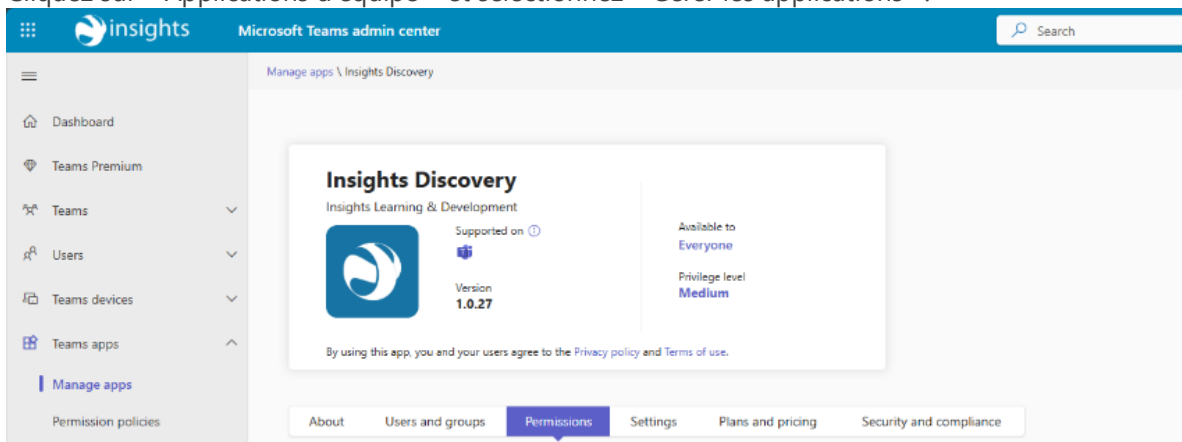 insights
Microsoft Teams admin center
Search
Manage apps \ Insights Discovery
Dashboard
Teams Premium
Teams
Users
Teams devices
Teams apps
Manage apps
Permission policies
Insights Discovery
Insights Learning & Development
Supported on
Version
1.0.27
Available to
Everyone
Privilege level
Medium
By using this app, you and your users agree to the Privacy policy and Terms of use.
About Users and groups Permissions Settings Plans and pricing Security and compliance